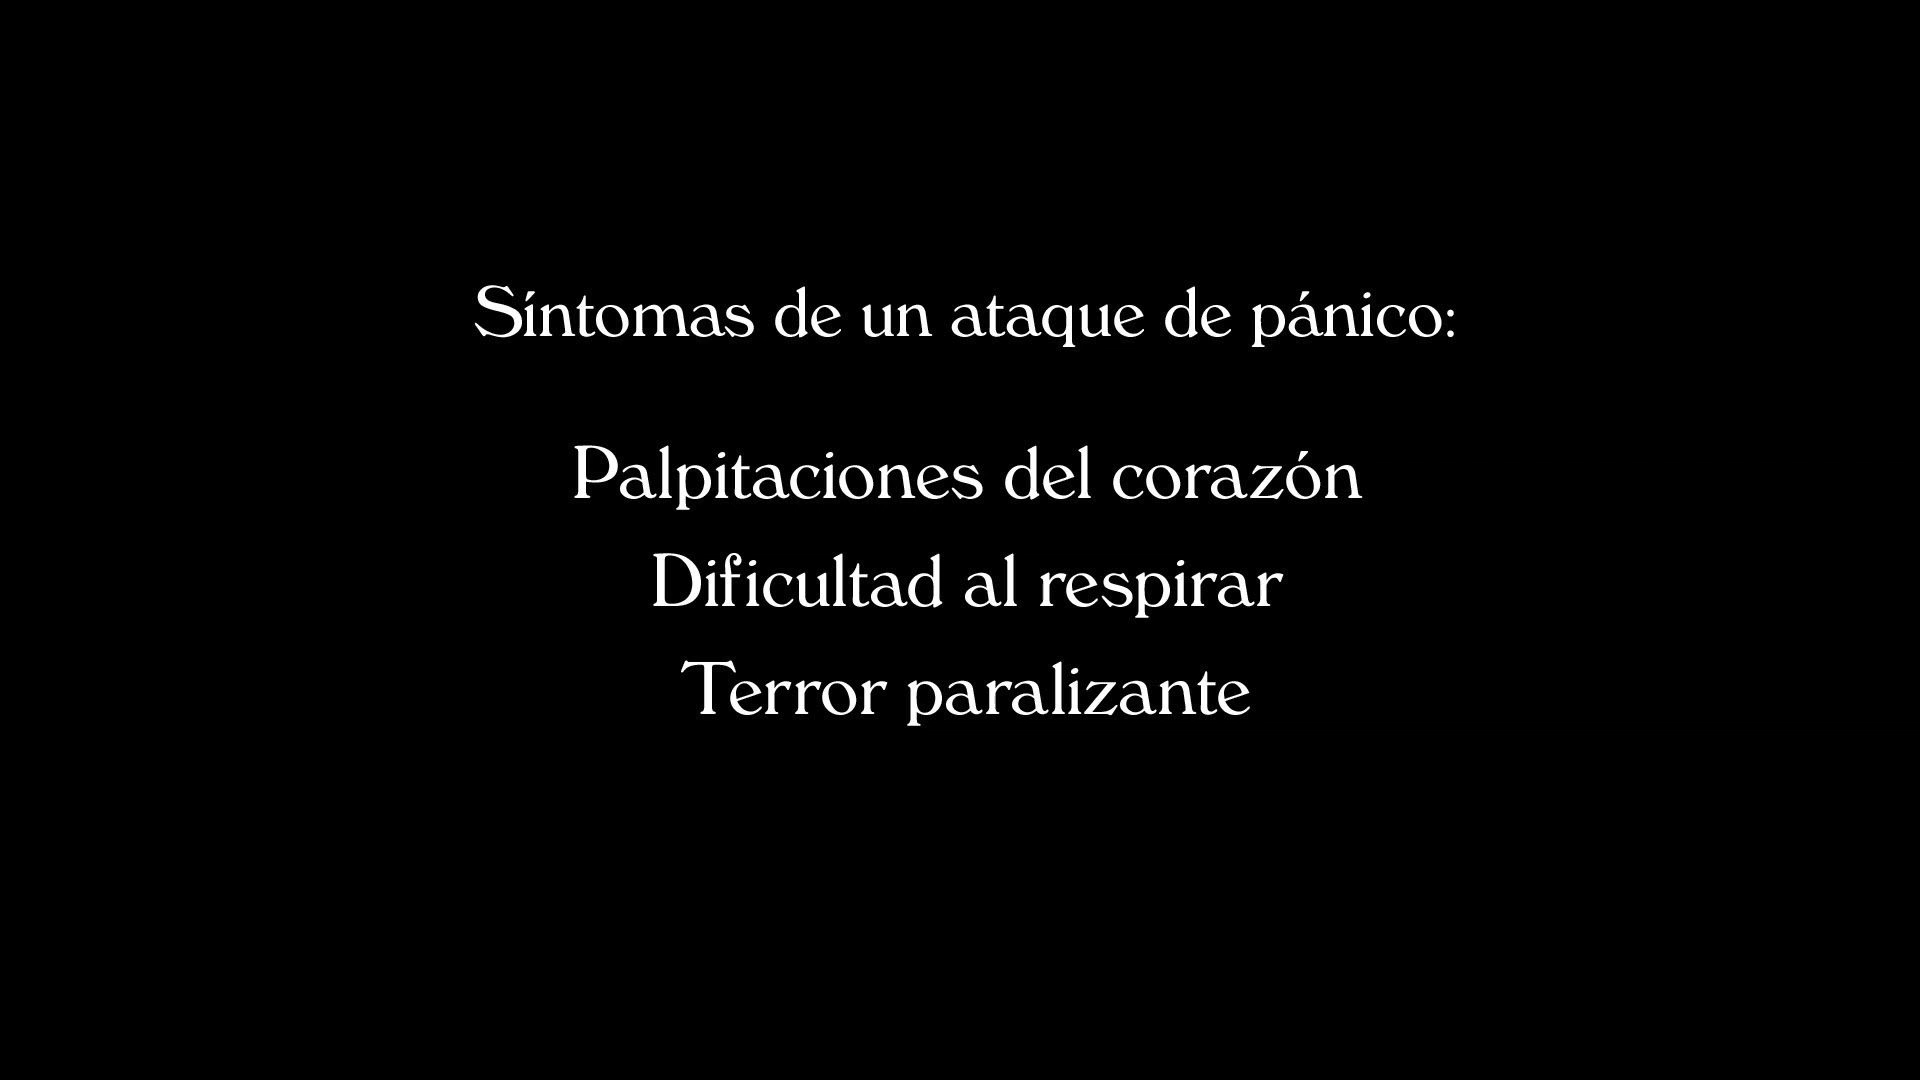 Síntomas de un ataque de pánico:
Palpitaciones del corazón
Dificultad al respirar
Terror paralizante